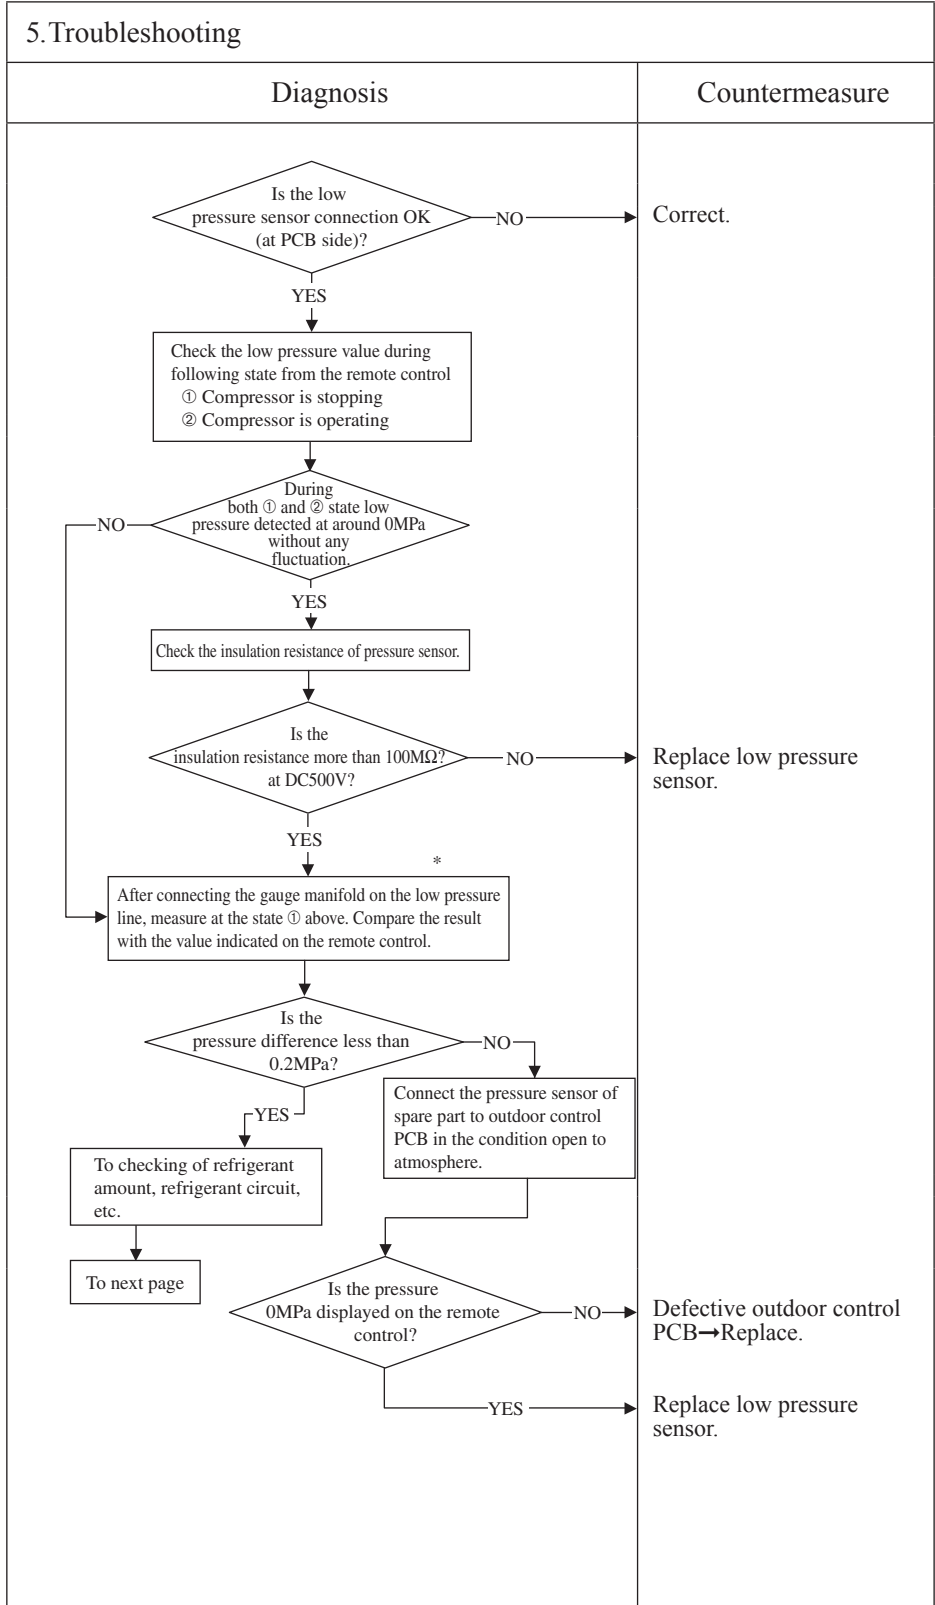 5.Troubleshooting
Diagnosis
Countermeasure
Is the low
pressure sensor connection OK
(at PCB side)?
NO
Correct.
YES
Check the low pressure value during
following state from the remote control
① Compressor is stopping
② Compressor is operating
During
both ① and ② state low
pressure detected at around 0MPa
without any
fluctuation.
NO
YES
Check the insulation resistance of pressure sensor.
Is the
insulation resistance more than 100MΩ?
at DC500V?
NO
Replace low pressure
sensor.
YES
*
After connecting the gauge manifold on the low pressure
line, measure at the state ① above. Compare the result
with the value indicated on the remote control.
Is the
pressure difference less than
0.2MPa?
NO
YES
Connect the pressure sensor of
spare part to outdoor control
PCB in the condition open to
atmosphere.
To checking of refrigerant
amount, refrigerant circuit,
etc.
To next page
Is the pressure
0MPa displayed on the remote
control?
NO
Defective outdoor control
PCB→Replace.
YES
Replace low pressure
sensor.